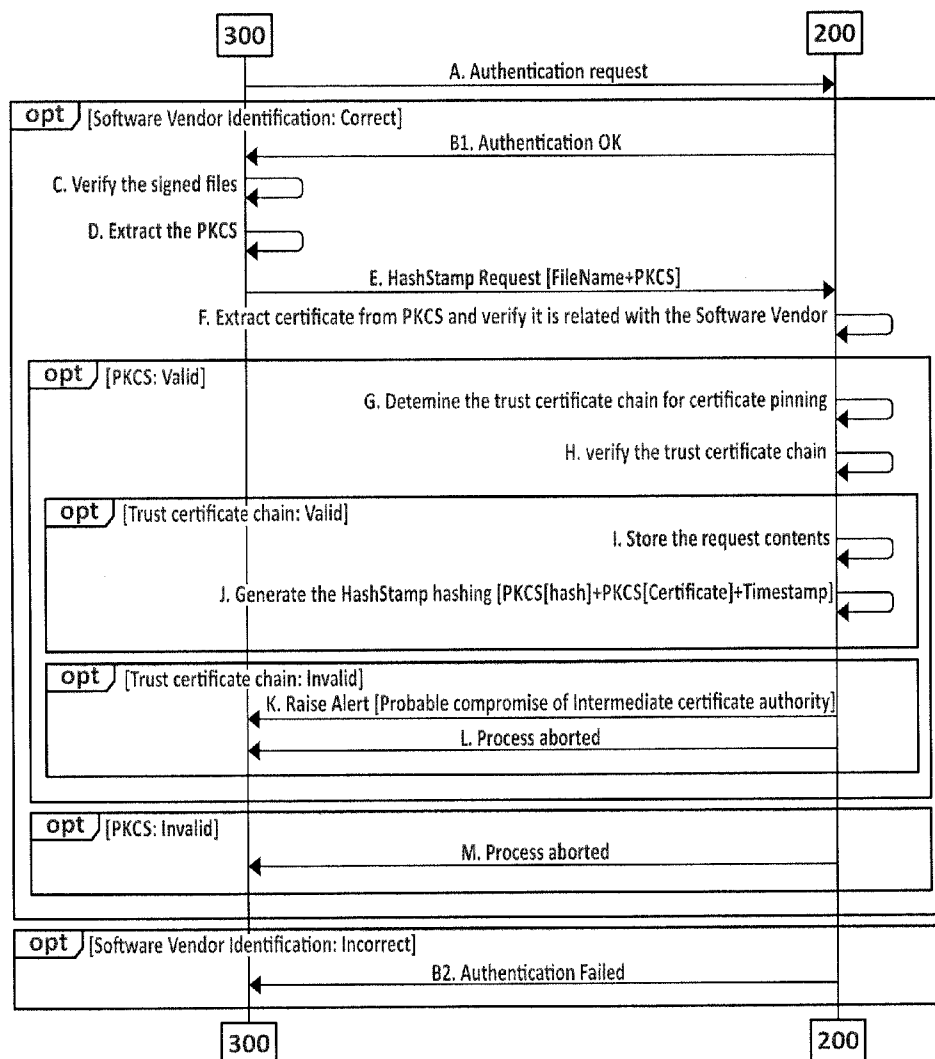 300
200
A. Authentication request
opt [Software Vendor Identification: Correct]
B1. Authentication OK
C. Verify the signed files
D. Extract the PKCS
E. HashStamp Request [FileName+PKCS]
F. Extract certificate from PKCS and verify it is related with the Software Vendor
opt [PKCS: Valid]
G. Detemine the trust certificate chain for certificate pinning
H. verify the trust certificate chain
opt [Trust certificate chain: Valid]
I. Store the request contents
J. Generate the HashStamp hashing [PKCS[hash]+PKCS[Certificate]+Timestamp]
opt [Trust certificate chain: Invalid]
K. Raise Alert [Probable compromise of Intermediate certificate authority]
L. Process aborted
opt [PKCS: Invalid]
M. Process aborted
opt [Software Vendor Identification: Incorrect]
B2. Authentication Failed
300
200